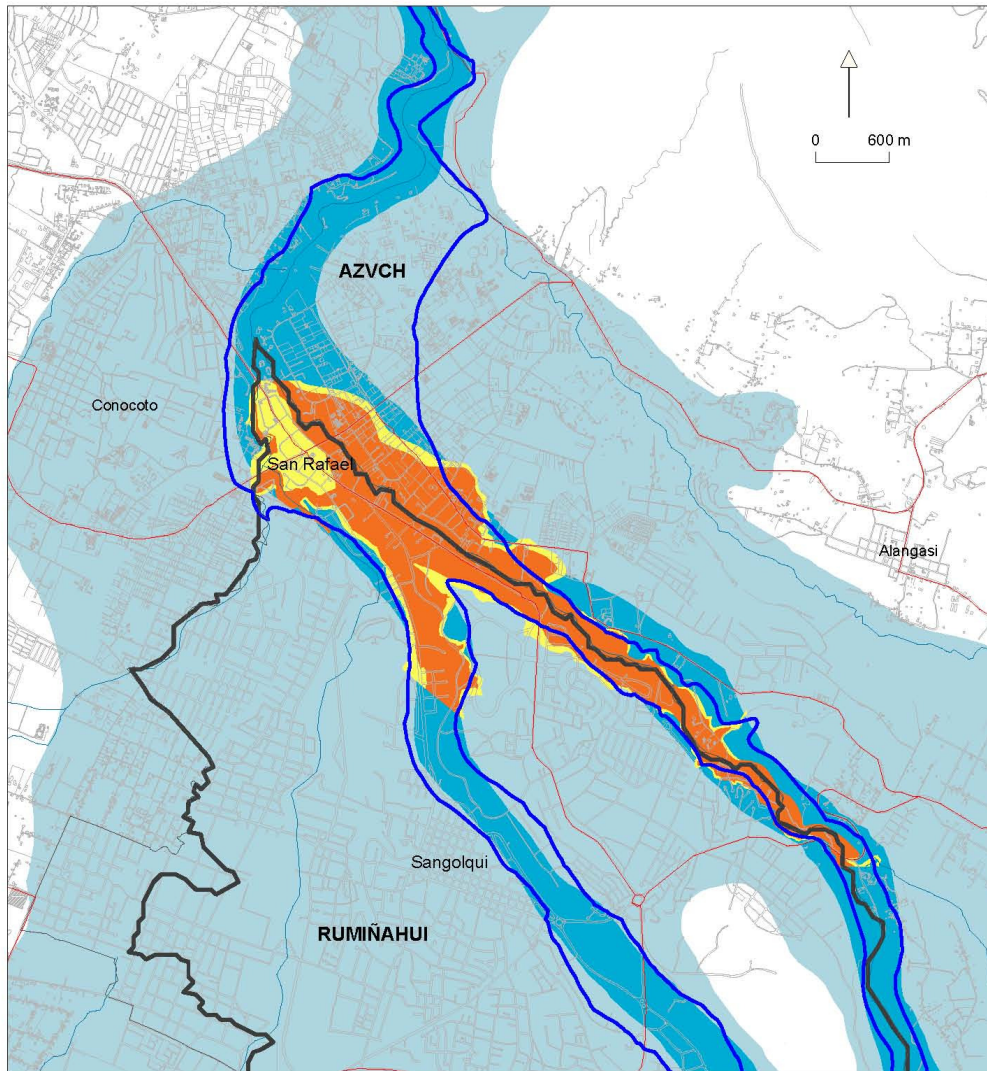 0 600 m
AZVCH
Conocoto
San Rafael
Alangasi
Sangolqui
RUMIÑAHUI